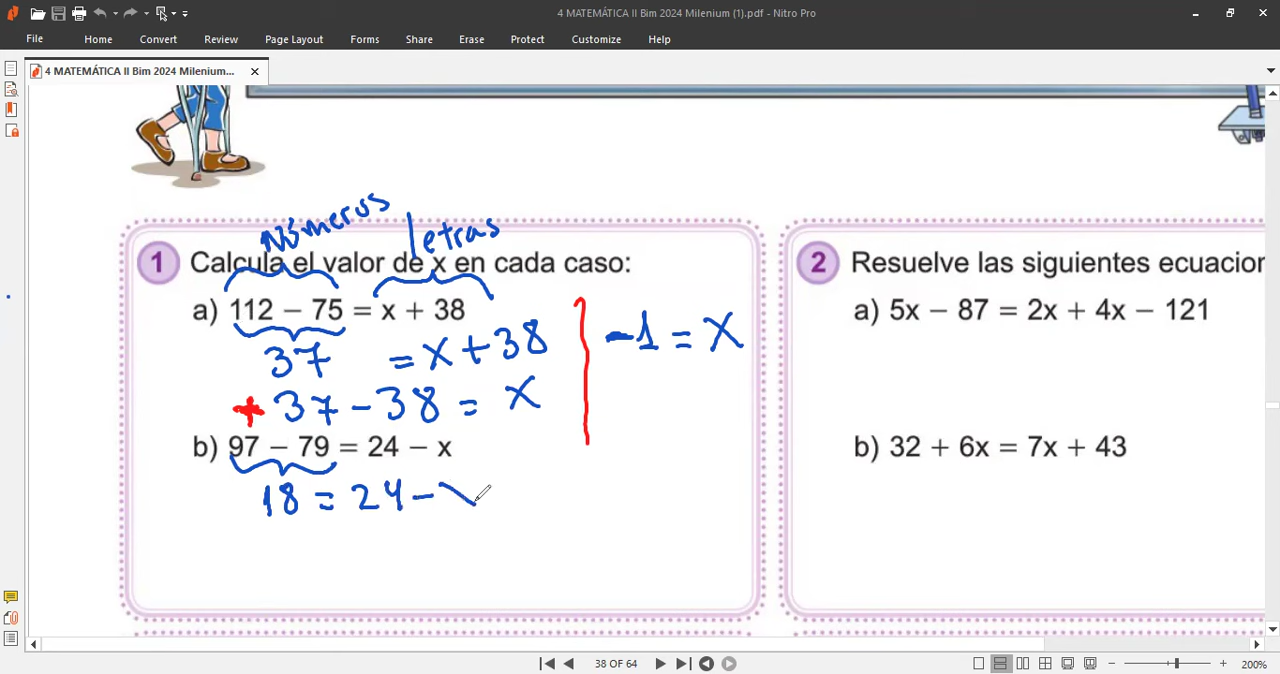 4 MATEMÁTICA II Bim 2024 Milenium (1).pdf - Nitro Pro
File Home Convert Review Page Layout Forms Share Erase Protect Customize Help
4 MATEMÁTICA II Bim 2024 Milenium...
Números letras
1 Calcula el valor de x en cada caso:
a) 112 – 75 = x + 38
37 = x + 38
-1 = x
+ 37 - 38 = x
b) 97 – 79 = 24 – x
18 = 24 -
2 Resuelve las siguientes ecuacior
a) 5x – 87 = 2x + 4x – 121
b) 32 + 6x = 7x + 43
38 OF 64
200%